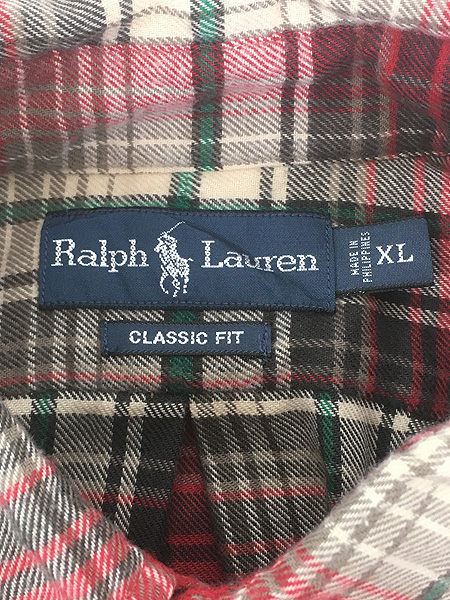 Ralph Lauren
MADE IN
PHILIPPINES
XL
CLASSIC FIT